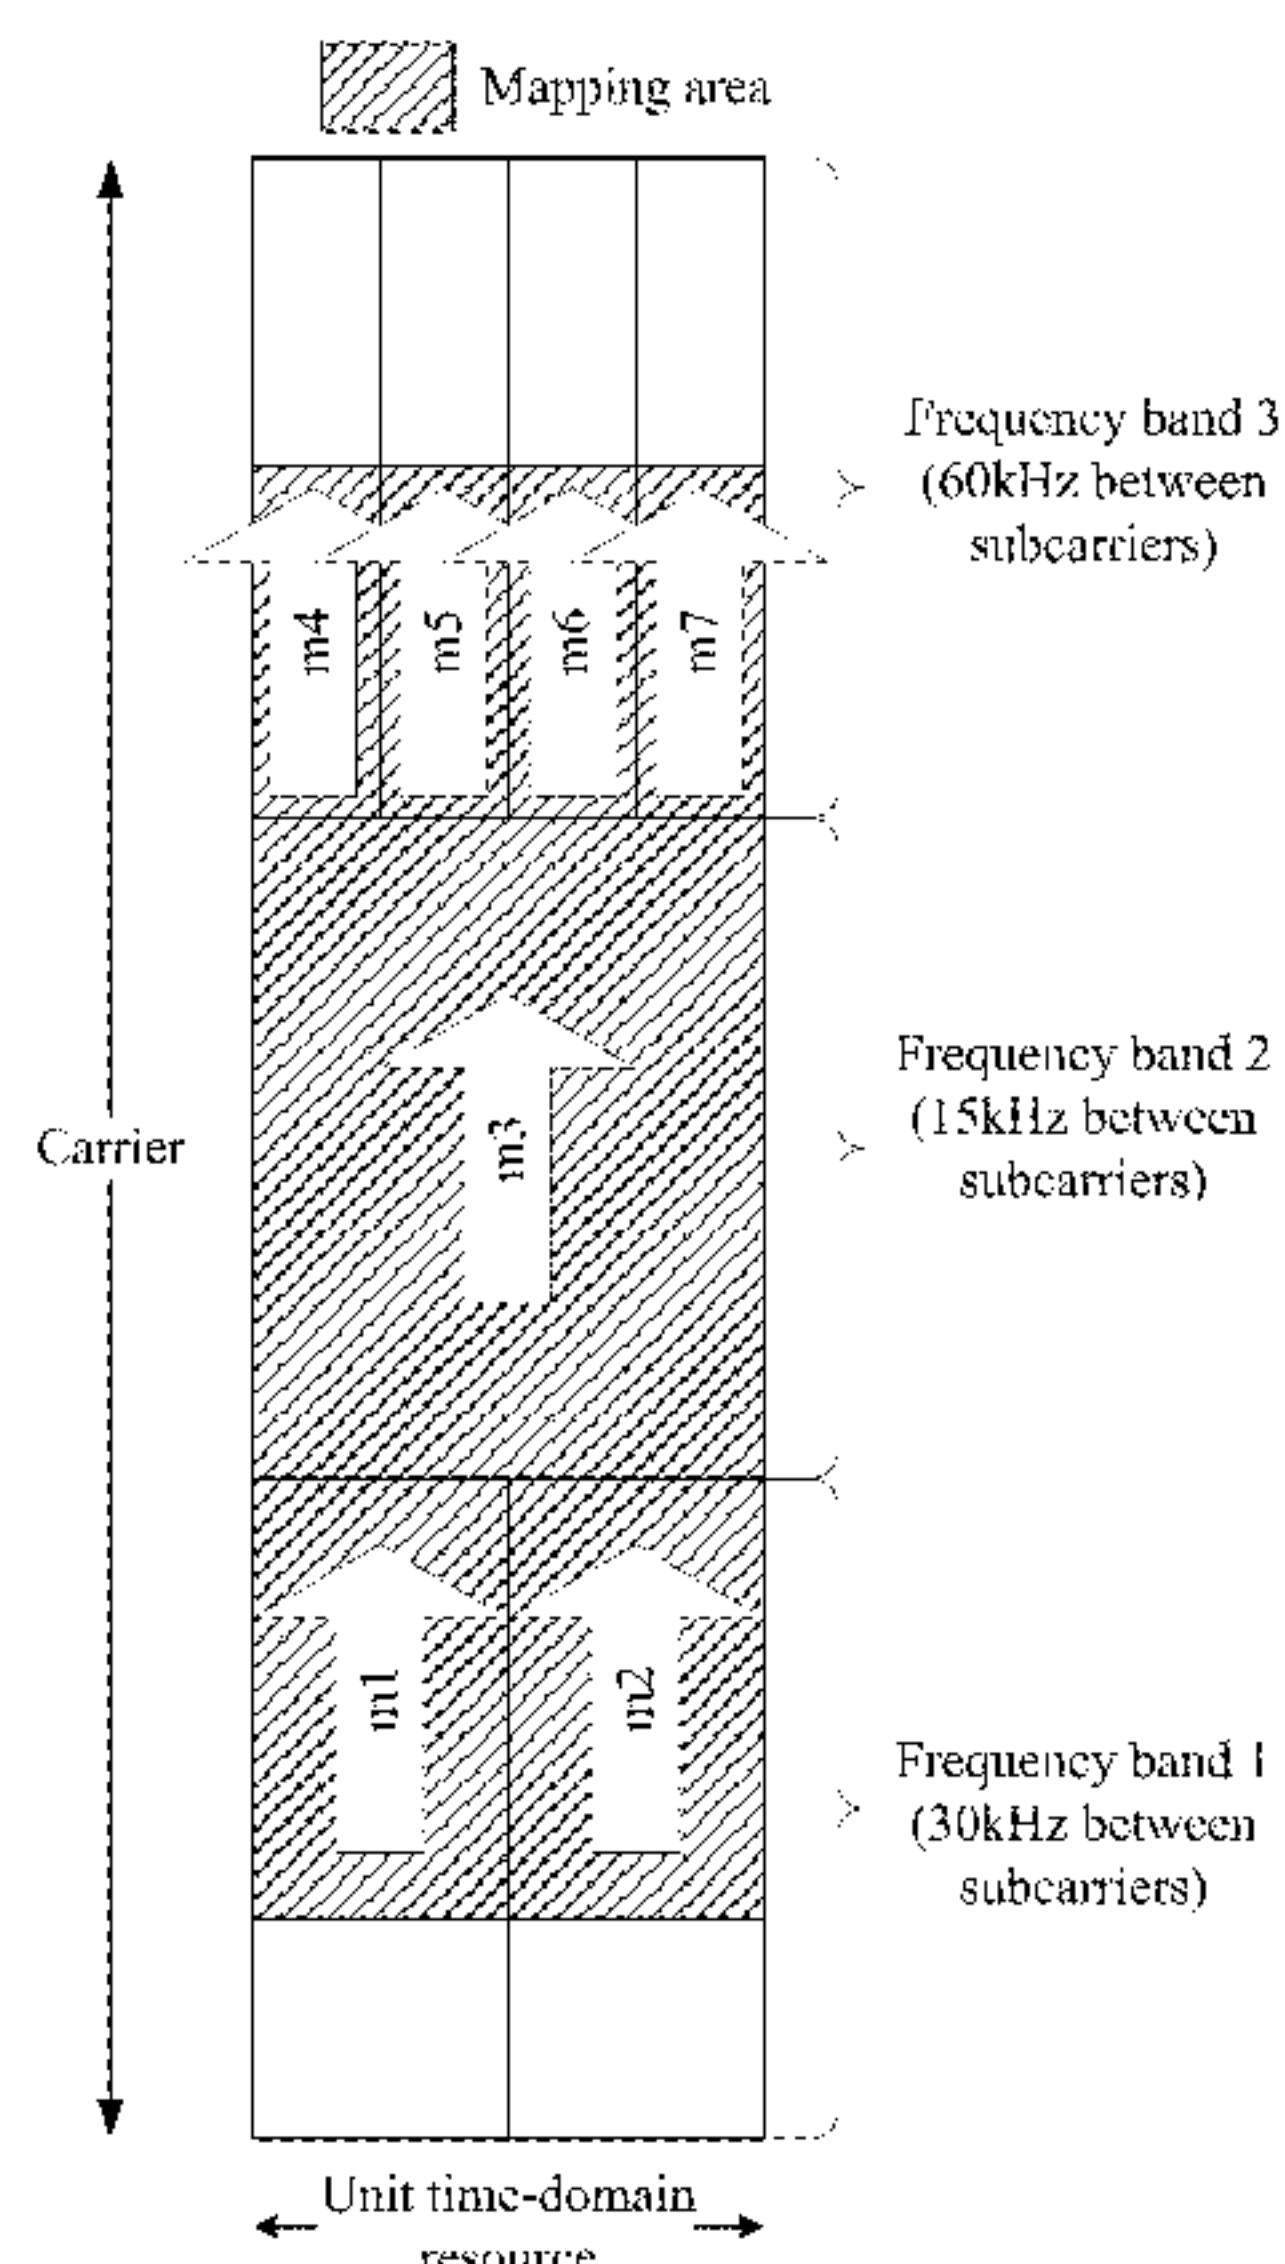 Mapping area
Frequency band 3
(60kHz between
subcarriers)
m4
m5
m6
m7
Frequency band 2
(15kHz between
subcarriers)
Carrier
m3
m1
m2
Frequency band 1
(30kHz between
subcarriers)
Unit time-domain
resource